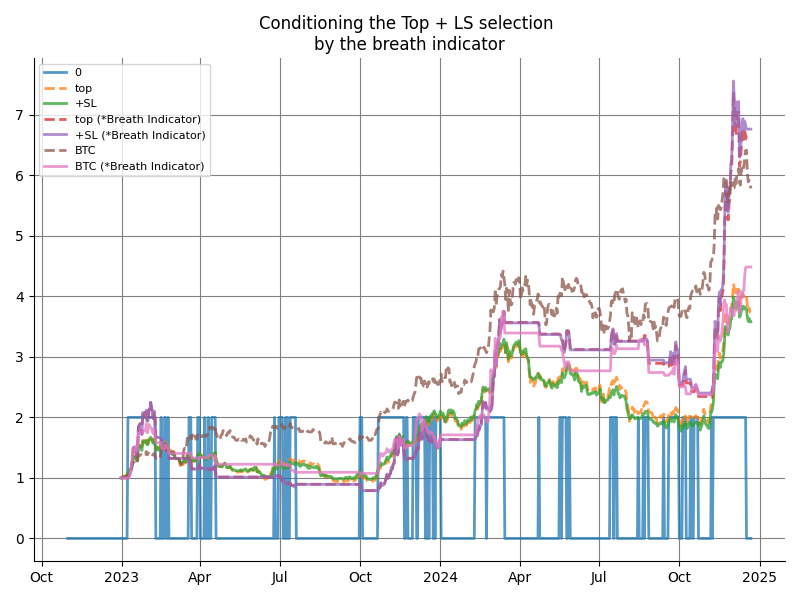 Conditioning the Top + LS selection
by the breath indicator
0
top
+SL
top (*Breath Indicator)
+SL (*Breath Indicator)
BTC
BTC (*Breath Indicator)
7
6
5
4
3
2
1
0
Oct 2023 Apr Jul Oct 2024 Apr Jul Oct 2025